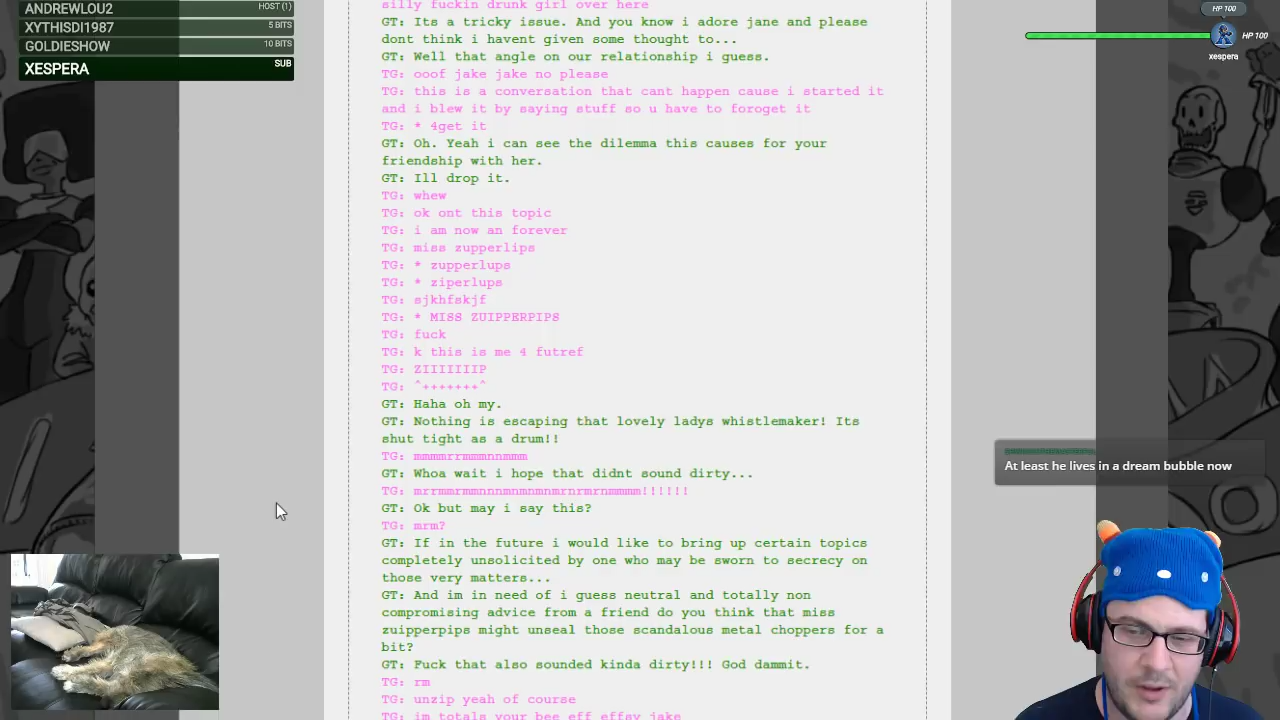 ANDREWLOU2 HOST (1)
XYTHISDI1987 5 BITS
GOLDIESHOW 10 BITS
XESPERA SUB
HP 100
HP 100
xespera
silly fuckin drunk girl over here
GT: Its a tricky issue. And you know i adore jane and please
dont think i havent given some thought to...
GT: Well that angle on our relationship i guess.
TG: ooof jake jake no please
TG: this is a conversation that cant happen cause i started it
and i blew it by saying stuff so u have to foroget it
TG: * 4get it
GT: Oh. Yeah i can see the dilemma this causes for your
friendship with her.
GT: Ill drop it.
TG: whew
TG: ok ont this topic
TG: i am now an forever
TG: miss zupperlips
TG: * zupperlups
TG: * ziperlups
TG: sjkhfskjf
TG: * MISS ZUIPPERPIPS
TG: fuck
TG: k this is me 4 futref
TG: ZIIIIIIIP
TG: ^+++++++^
GT: Haha oh my.
GT: Nothing is escaping that lovely ladys whistlemaker! Its
shut tight as a drum!!
TG: mmmmrrmmmnnmmm
GT: Whoa wait i hope that didnt sound dirty...
TG: mrrmmrmmnnnmnmnmnmrnrmrnmmmm!!!!!!
GT: Ok but may i say this?
TG: mrm?
GT: If in the future i would like to bring up certain topics
completely unsolicited by one who may be sworn to secrecy on
those very matters...
GT: And im in need of i guess neutral and totally non
compromising advice from a friend do you think that miss
zuipperpips might unseal those scandalous metal choppers for a
bit?
GT: Fuck that also sounded kinda dirty!!! God dammit.
TG: rm
TG: unzip yeah of course
TG: im totals your bee eff effsy jake
At least he lives in a dream bubble now